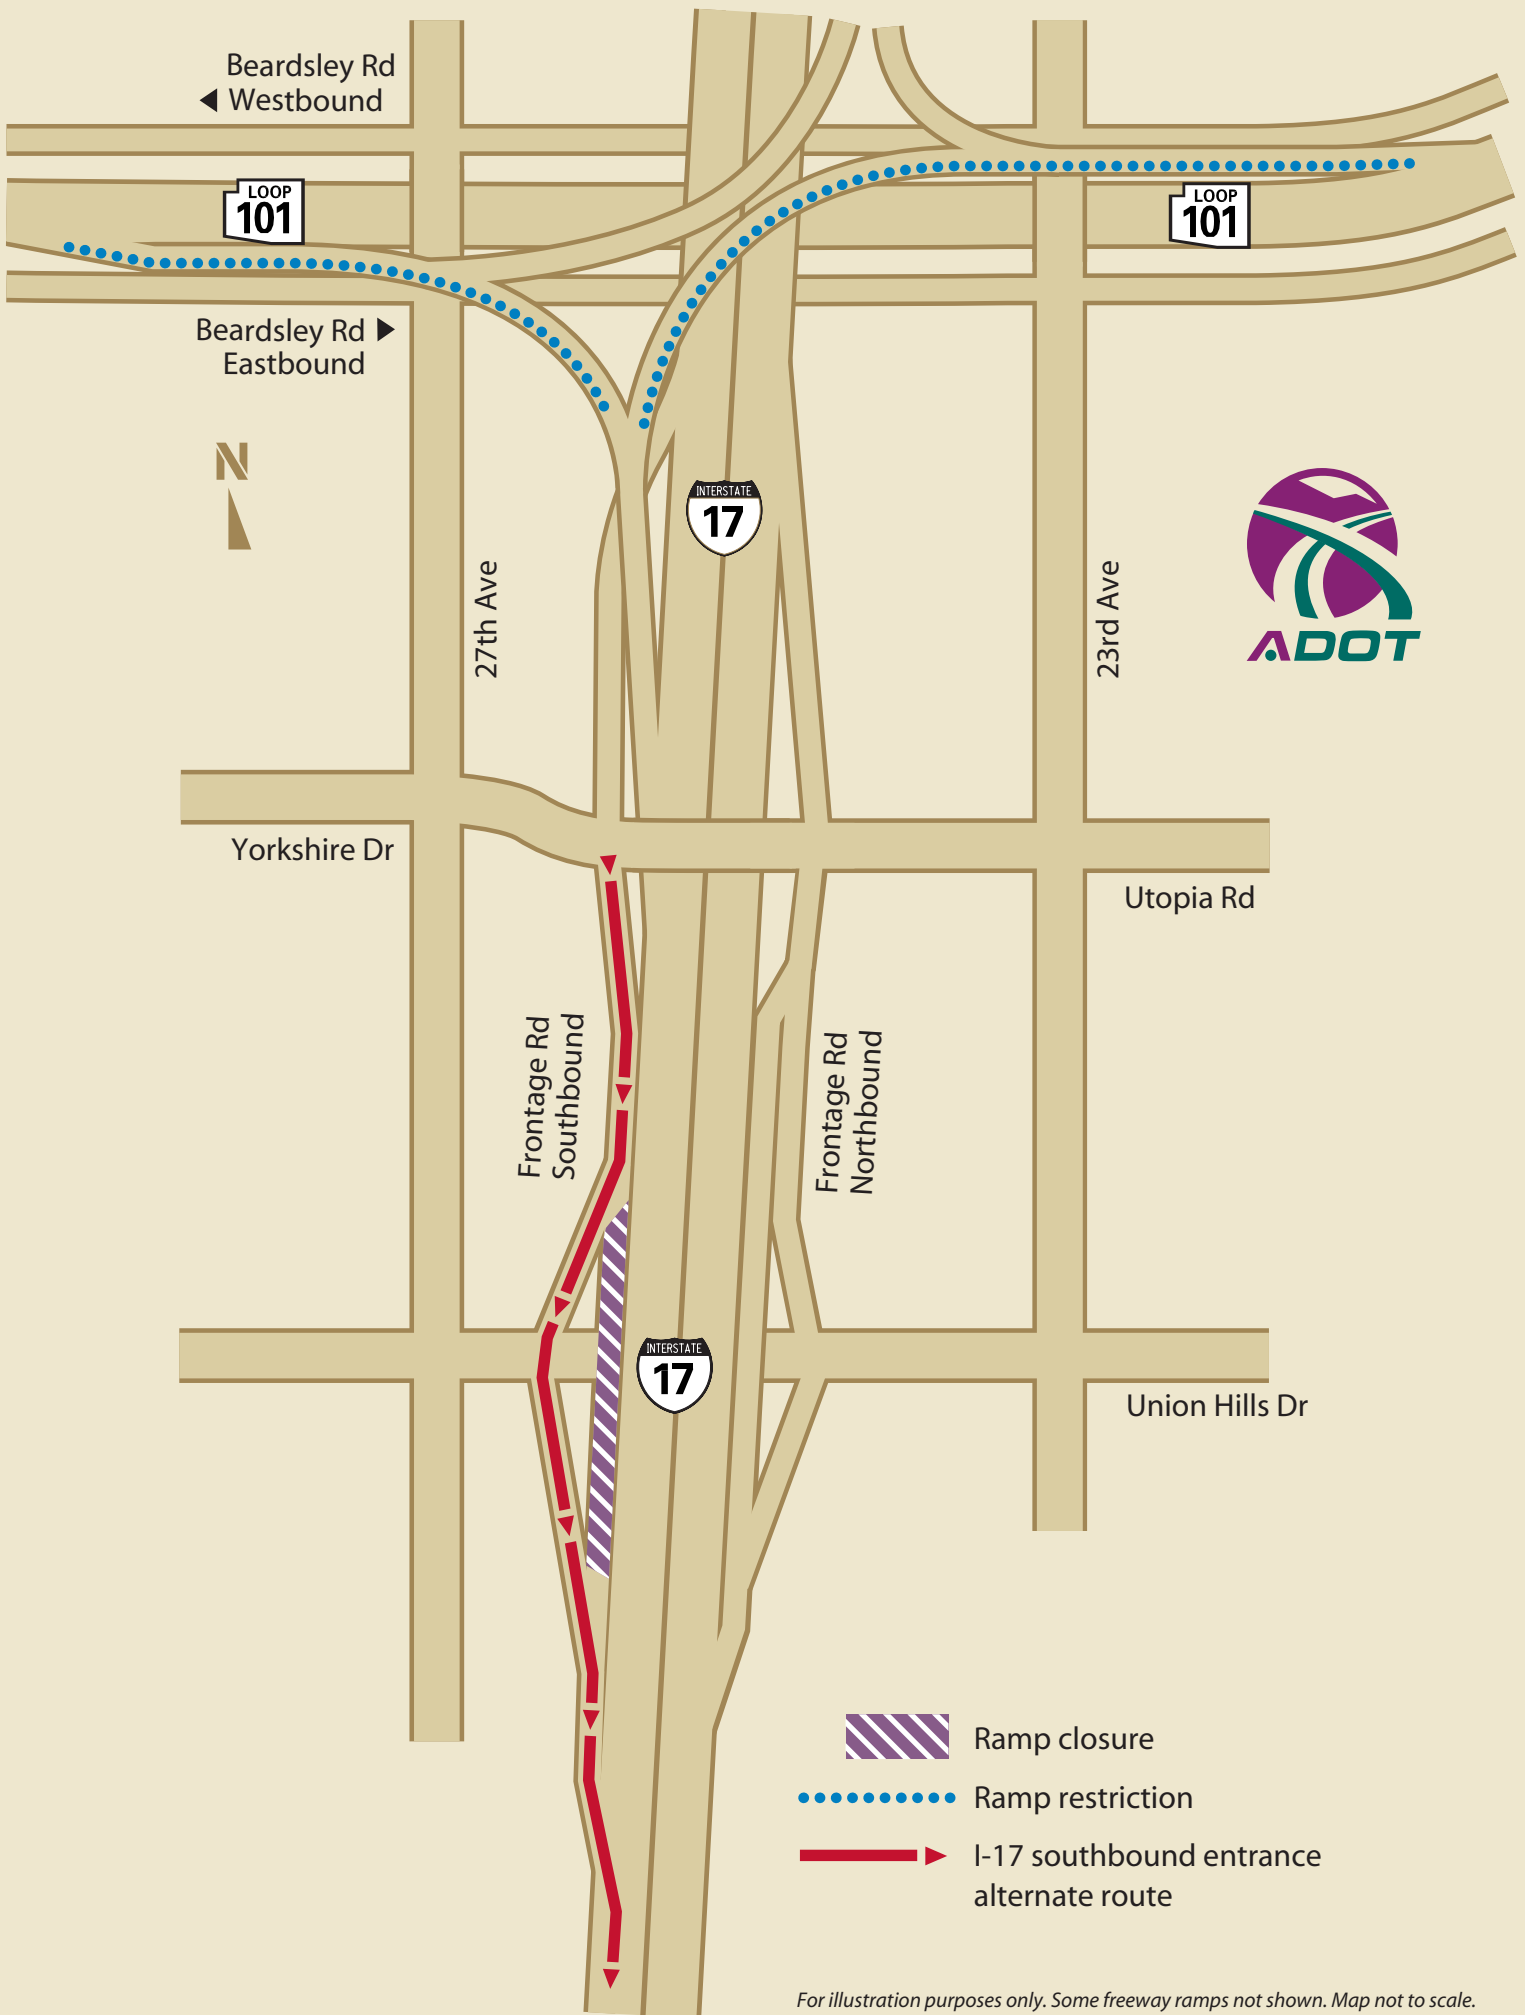 Beardsley Rd
Westbound
LOOP
101
LOOP
101
Beardsley Rd
Eastbound
N
INTERSTATE
17
27th Ave
23rd Ave
ADOT
Yorkshire Dr
Utopia Rd
Frontage Rd
Southbound
Frontage Rd
Northbound
INTERSTATE
17
Union Hills Dr
Ramp closure
Ramp restriction
I-17 southbound entrance
alternate route
For illustration purposes only. Some freeway ramps not shown. Map not to scale.